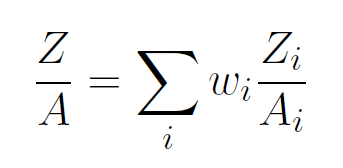 Z/A = ∑_i w_i Z_i/A_i